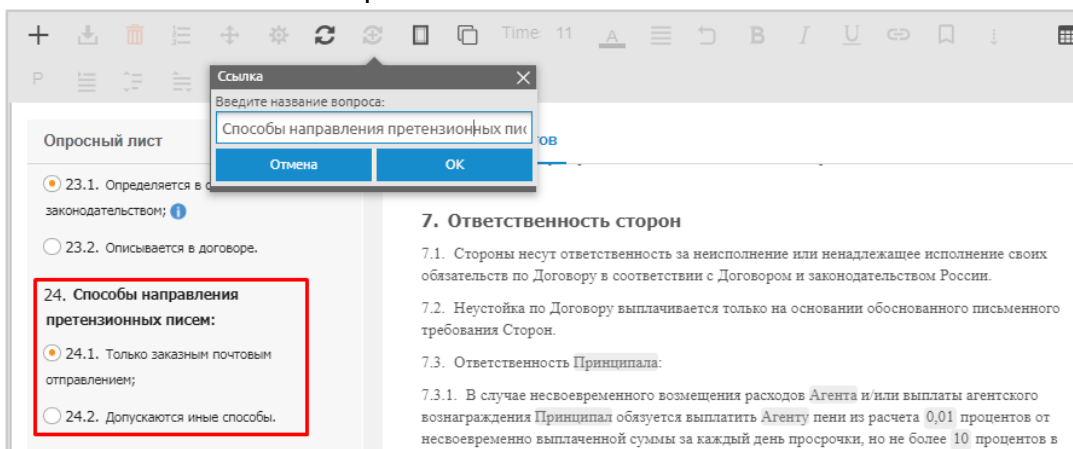 Time 11 A B I U
P
Ссылка
Введите название вопроса:
Способы направления претензионных
Отмена OK
Опросный лист
23.1. Определяется в
законодательством;
23.2. Описывается в договоре.
24. Способы направления
претензионных писем:
24.1. Только заказным почтовым
отправлением;
24.2. Допускаются иные способы.
7. Ответственность сторон
7.1. Стороны несут ответственность за неисполнение или ненадлежащее исполнение своих
обязательств по Договору в соответствии с Договором и законодательством России.
7.2. Неустойка по Договору выплачивается только на основании обоснованного письменного
требования Сторон.
7.3. Ответственность Принципала:
7.3.1. В случае несвоевременного возмещения расходов Агента и/или выплаты агентского
вознаграждения Принципал обязуется выплатить Агенту пени из расчета 0,01 процентов от
несвоевременно выплаченной суммы за каждый день просрочки, но не более 10 процентов в